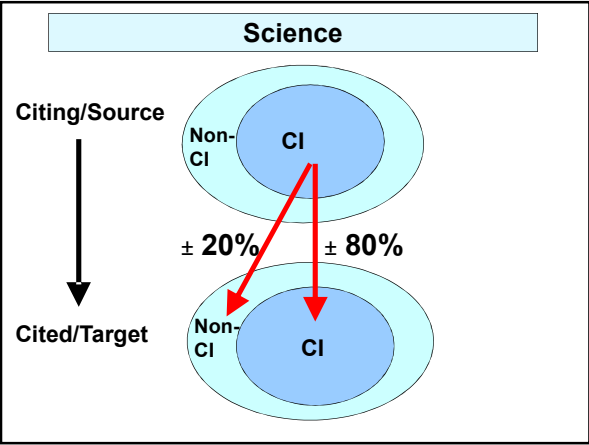 Science
Citing/Source
Non-
CI
CI
± 20%
± 80%
Cited/Target
Non-
CI
CI